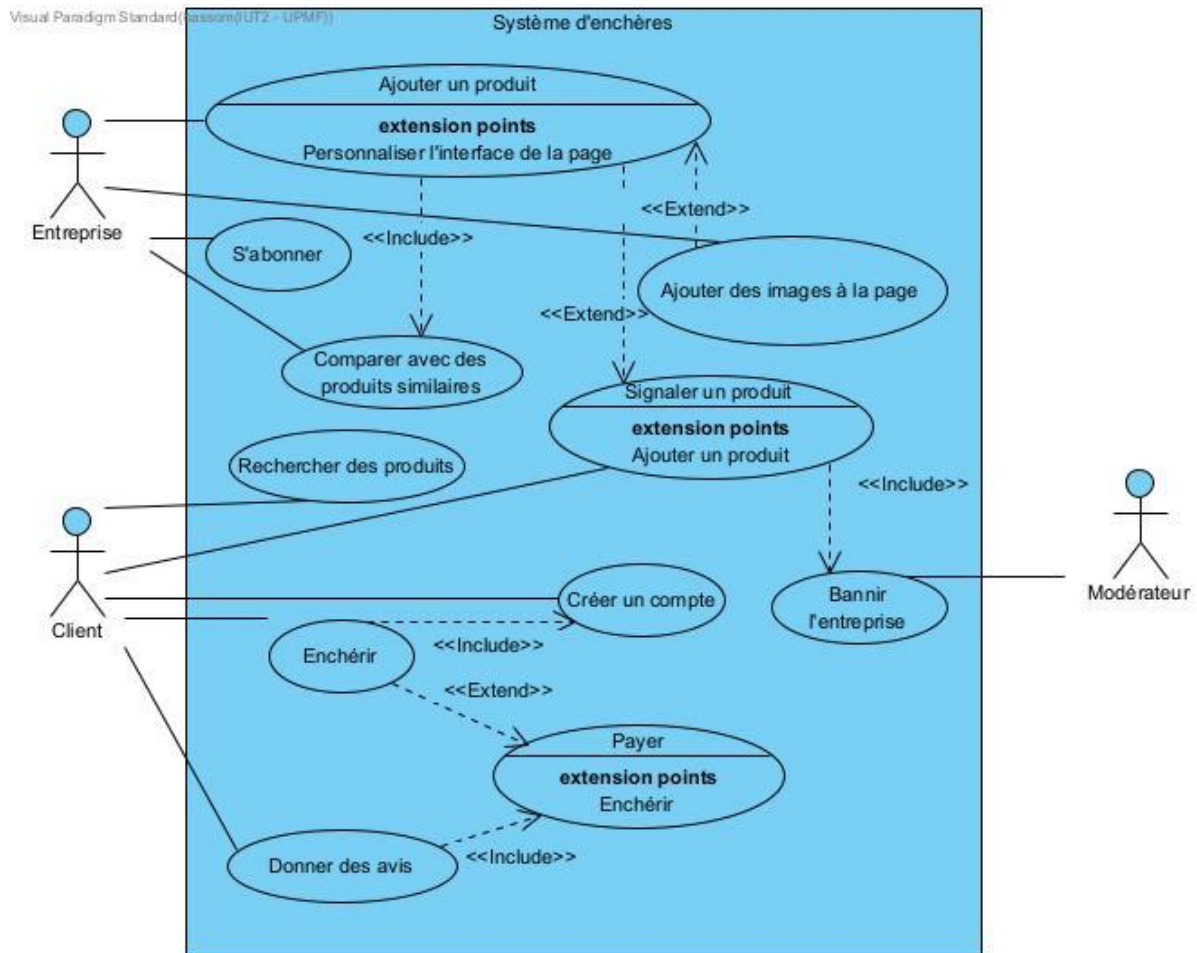 Visual Paradigm Standard(hassom(IUT2 - UPMF))
Système d'enchères
Ajouter un produit
extension points
Personnaliser l'interface de la page
<<Extend>>
Entreprise
<<Include>>
S'abonner
Ajouter des images à la page
<<Extend>>
Comparer avec des
produits similaires
Signaler un produit
extension points
Ajouter un produit
Rechercher des produits
<<Include>>
Client
Créer un compte
Bannir
l'entreprise
Modérateur
<<Include>>
Enchérir
<<Extend>>
Payer
extension points
Enchérir
<<Include>>
Donner des avis